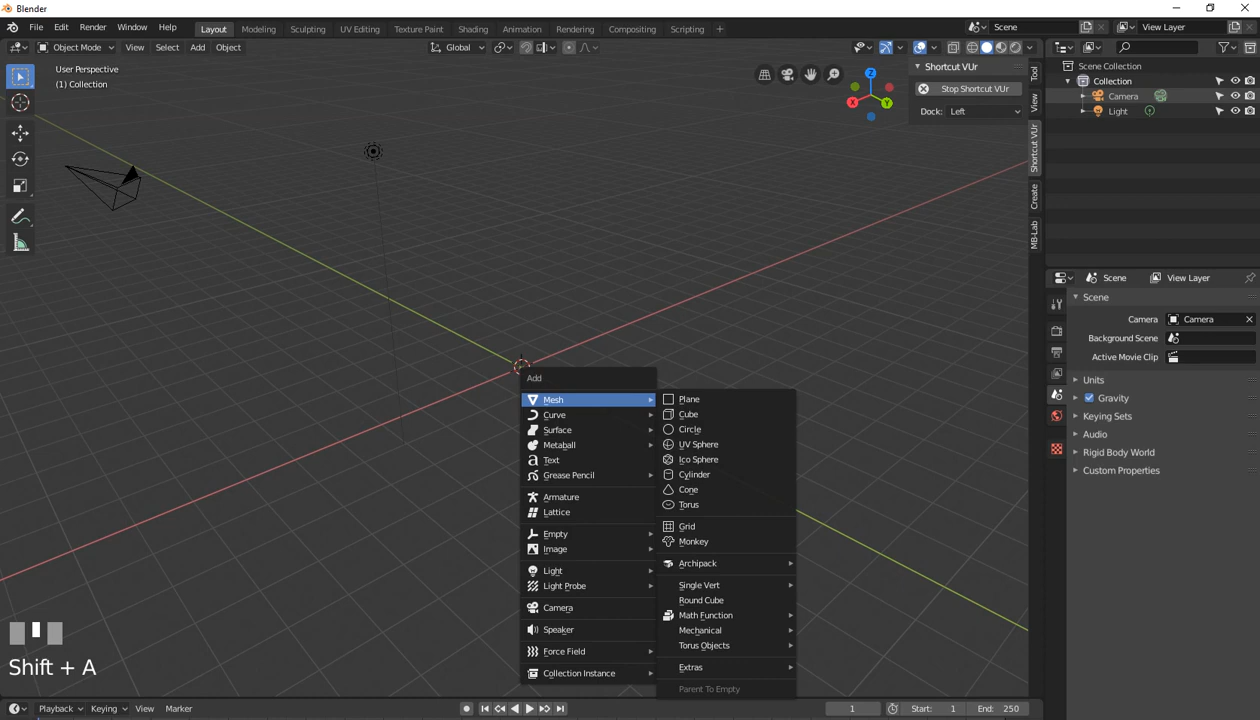 Blender
File Edit Render Window Help Layout Modeling Sculpting UV Editing Texture Paint Shading Animation Rendering Compositing Scripting + Scene View Layer
Object Mode View Select Add Object Global
User Perspective
(1) Collection
Z
X
Y
Shortcut VUr
Stop Shortcut VUr
Dock: Left
Tool
View
Shortcut VUr
Create
MB-Lab
Scene Collection
Collection
Camera
Light
Scene View Layer
Scene
Camera Camera
Background Scene
Active Movie Clip
Units
Gravity
Keying Sets
Audio
Rigid Body World
Custom Properties
Add
Mesh
Curve
Surface
Metaball
Text
Grease Pencil
Armature
Lattice
Empty
Image
Light
Light Probe
Camera
Speaker
Force Field
Collection Instance
Plane
Cube
Circle
UV Sphere
Ico Sphere
Cylinder
Cone
Torus
Grid
Monkey
Archipack
Single Vert
Round Cube
Math Function
Mechanical
Torus Objects
Extras
Parent To Empty
Shift + A
Playback Keying View Marker 1 Start: 1 End: 250